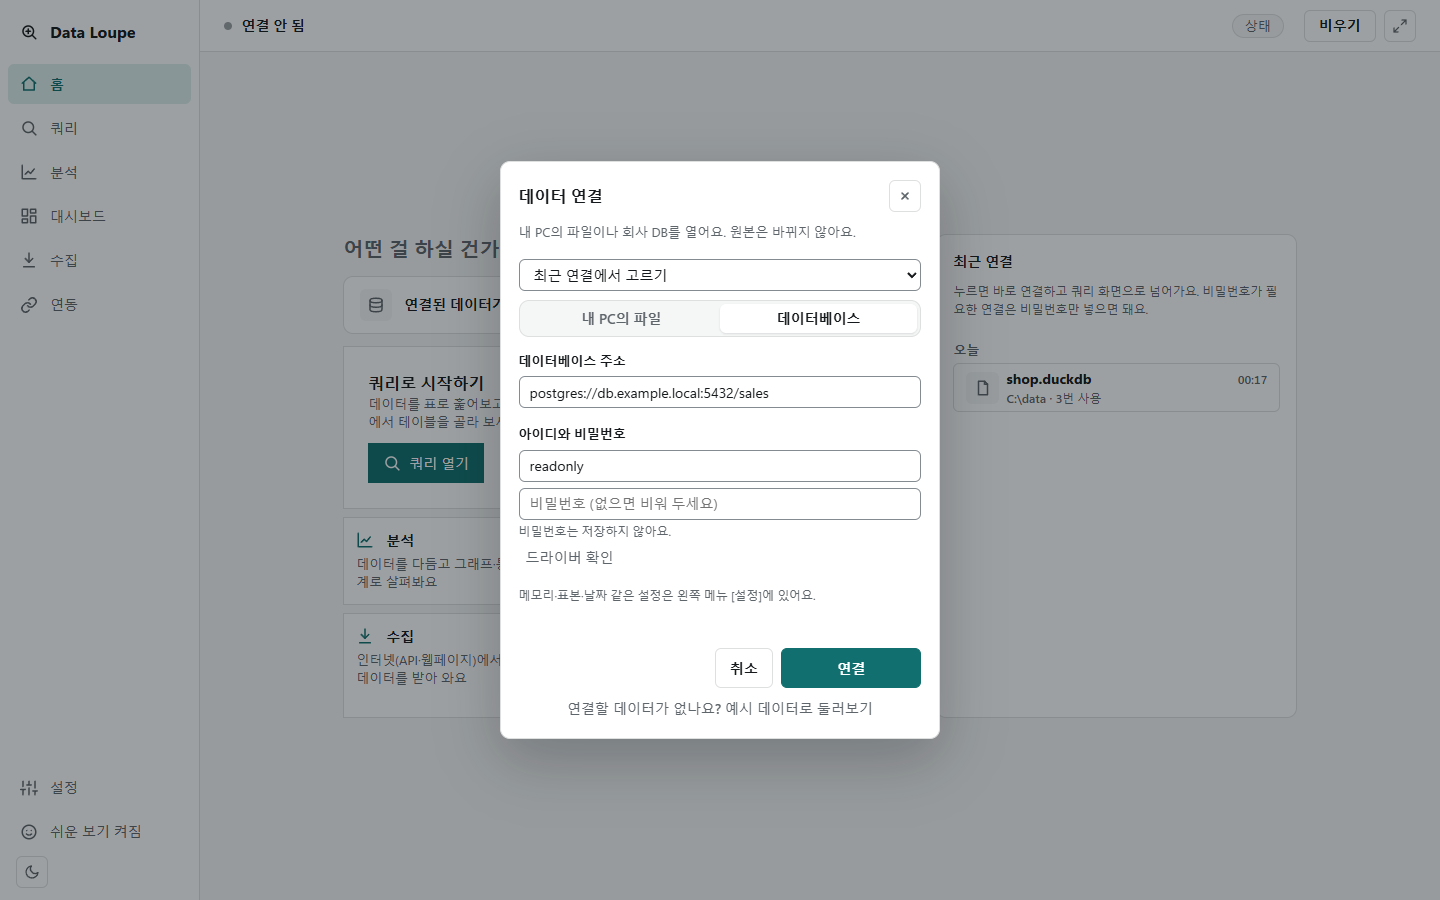 Data Loupe
홈
쿼리
분석
대시보드
수집
연동
설정
쉬운 보기 켜짐
연결 안 됨
상태
비우기
어떤 걸 하실 건가
연결된 데이터가
쿼리로 시작하기
데이터를 표로 훑어보고
에서 테이블을 골라 보
쿼리 열기
분석
데이터를 다듬고 그래프·
계로 살펴봐요
수집
인터넷(API·웹페이지)에서
데이터를 받아 와요
데이터 연결
×
내 PC의 파일이나 회사 DB를 열어요. 원본은 바뀌지 않아요.
최근 연결에서 고르기
내 PC의 파일
데이터베이스
데이터베이스 주소
postgres://db.example.local:5432/sales
아이디와 비밀번호
readonly
비밀번호 (없으면 비워 두세요)
비밀번호는 저장하지 않아요.
드라이버 확인
메모리·표본·날짜 같은 설정은 왼쪽 메뉴 [설정]에 있어요.
취소
연결
연결할 데이터가 없나요? 예시 데이터로 둘러보기
최근 연결
누르면 바로 연결하고 쿼리 화면으로 넘어가요. 비밀번호가 필
요한 연결은 비밀번호만 넣으면 돼요.
오늘
shop.duckdb
00:17
C:\data · 3번 사용